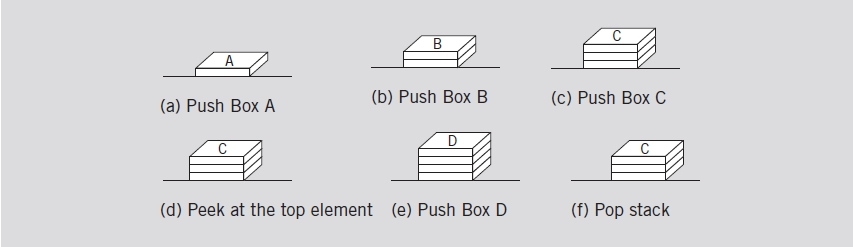 A
B
C
(a) Push Box A
(b) Push Box B
(c) Push Box C
C
D
C
(d) Peek at the top element
(e) Push Box D
(f) Pop stack